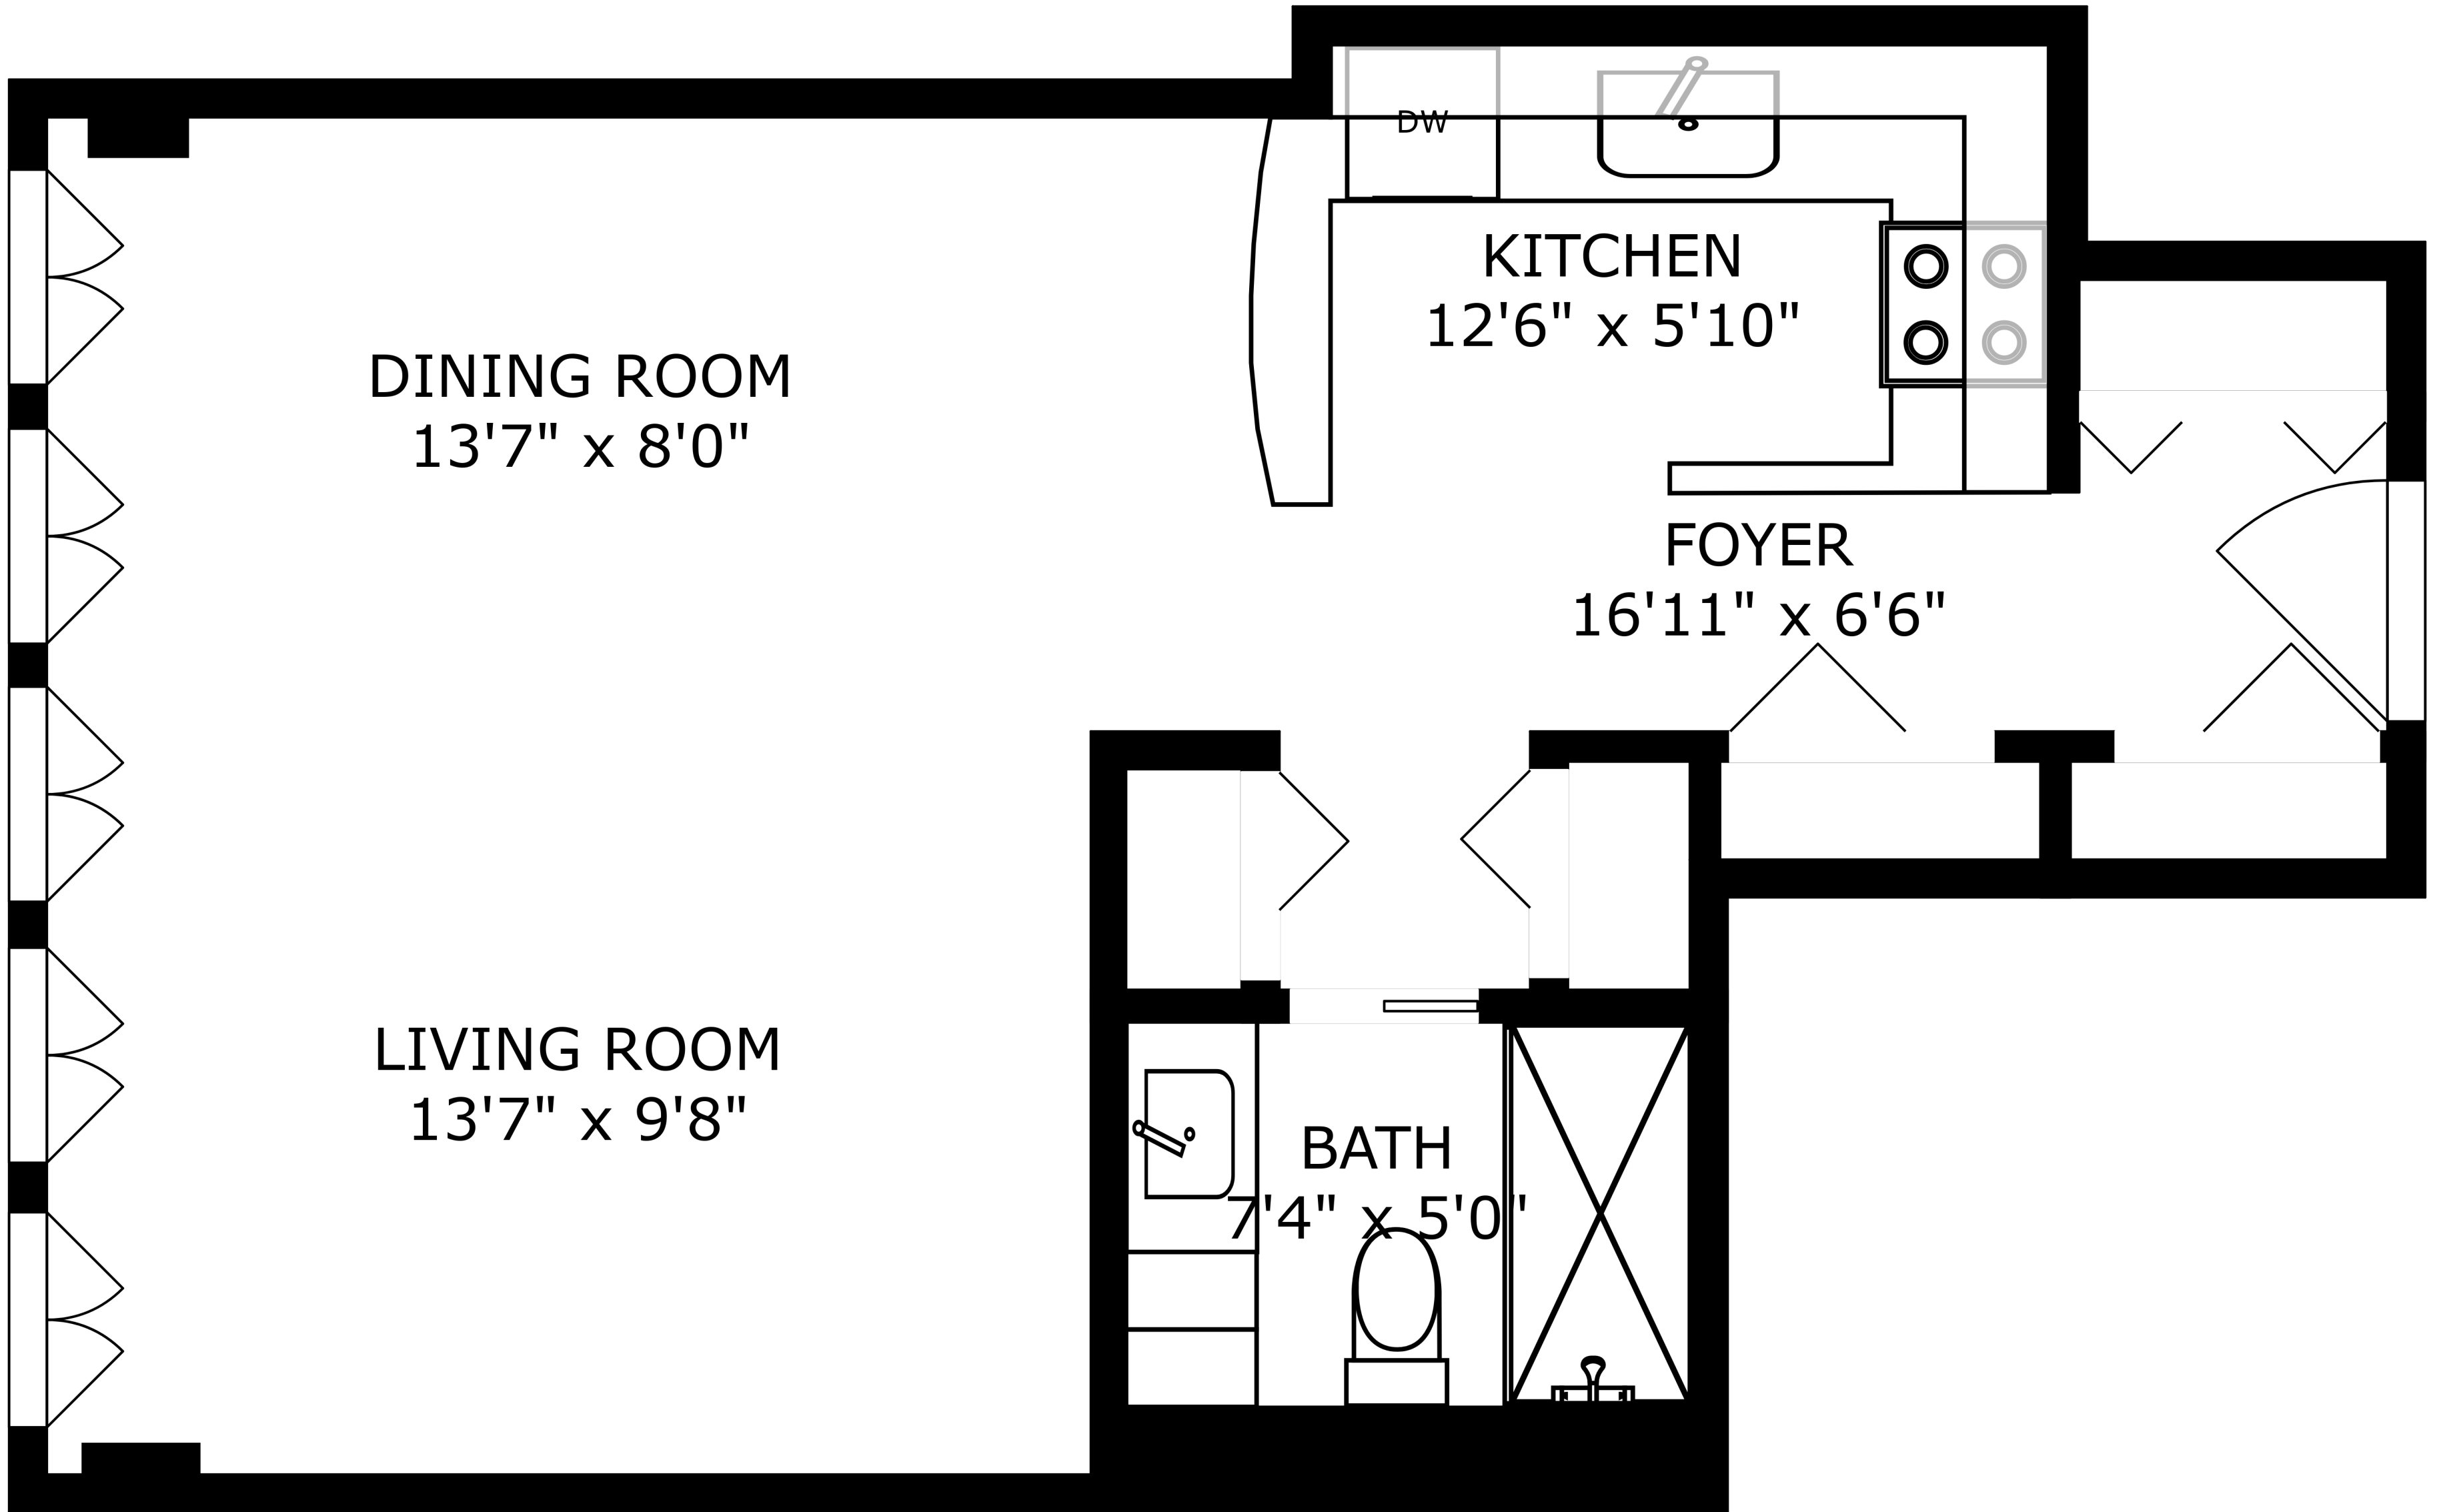 DW
KITCHEN
12'6" x 5'10"
DINING ROOM
13'7" x 8'0"
FOYER
16'11" x 6'6"
LIVING ROOM
13'7" x 9'8"
BATH
7'4" x 5'0"